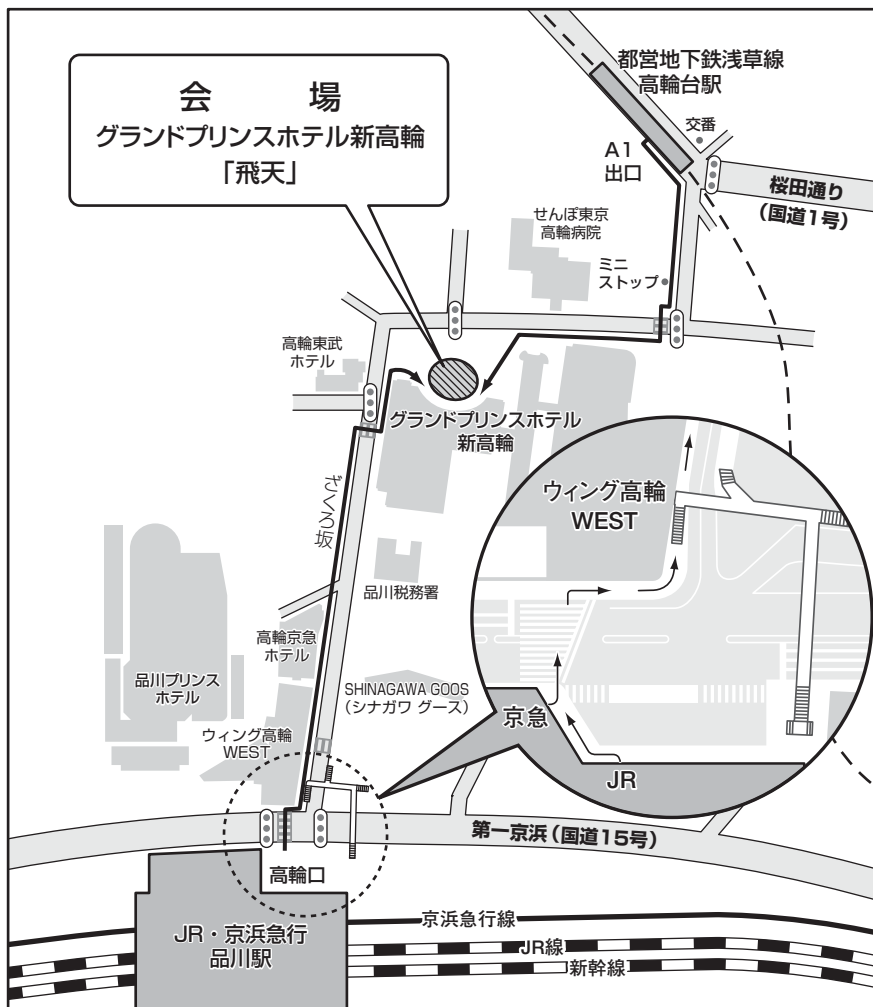 会場
グランドプリンスホテル新高輪
「飛天」
都営地下鉄浅草線
高輪台駅
交番
A1
出口
桜田通り
(国道1号)
せんぽ東京
高輪病院
ミニ
ストップ
高輪東武
ホテル
グランドプリンスホテル
新高輪
ざくろ坂
ウィング高輪
WEST
品川税務署
高輪京急
ホテル
品川プリンス
ホテル
SHINAGAWA GOOS
(シナガワ グース)
ウィング高輪
WEST
京急
JR
第一京浜(国道15号)
高輪口
京浜急行線
JR・京浜急行
品川駅
JR線
新幹線